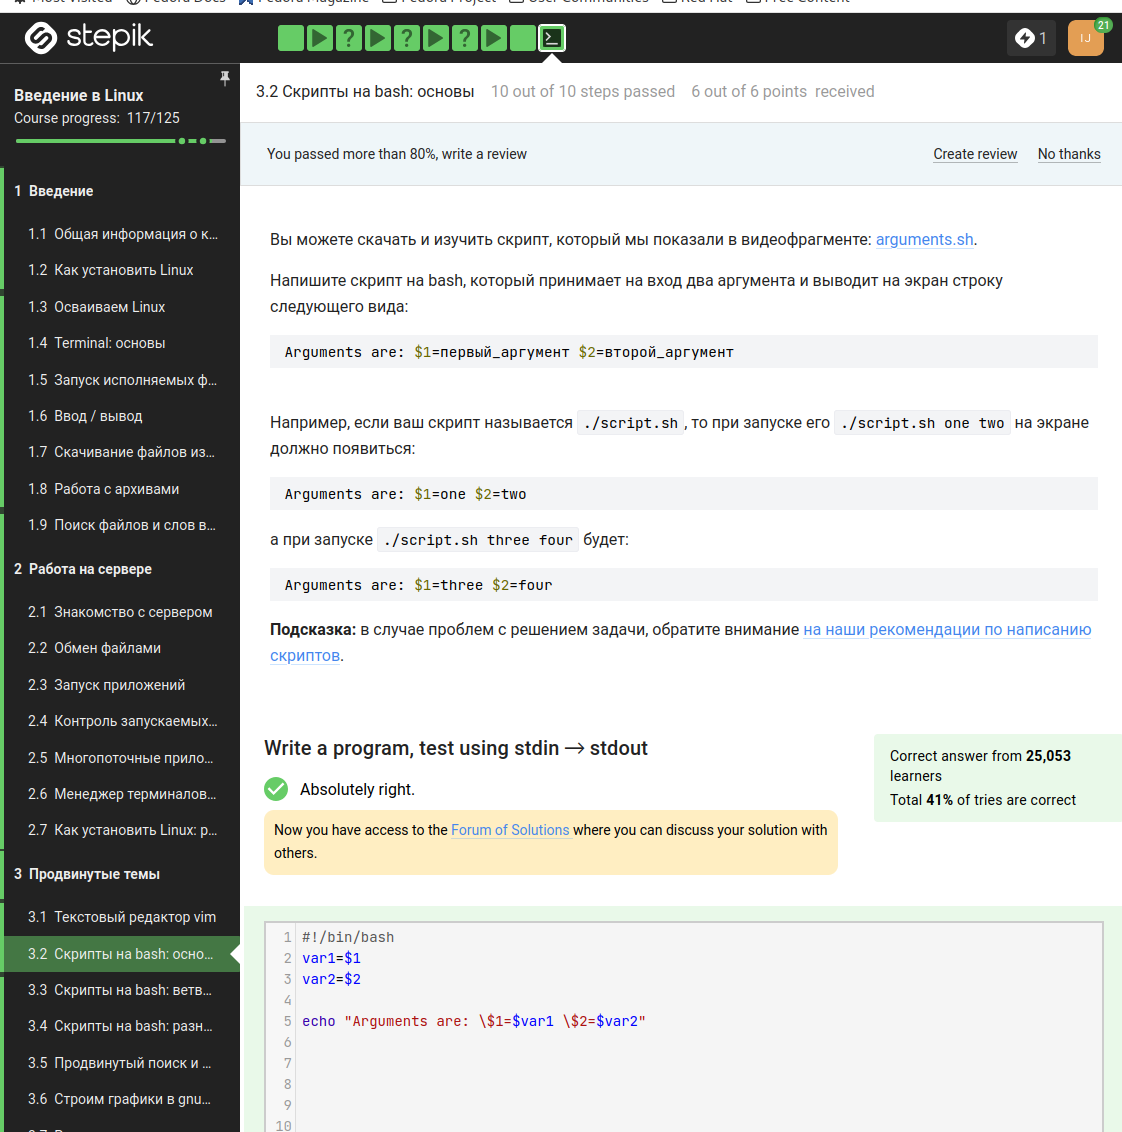 Most Visited Fedora Docs Fedora Magazine Fedora Project User Communities Red Hat Free Content
stepik
? ? ?
1
IJ
21
Введение в Linux
Course progress: 117/125
1 Введение
1.1 Общая информация о к...
1.2 Как установить Linux
1.3 Осваиваем Linux
1.4 Terminal: основы
1.5 Запуск исполняемых ф...
1.6 Ввод / вывод
1.7 Скачивание файлов из...
1.8 Работа с архивами
1.9 Поиск файлов и слов в...
2 Работа на сервере
2.1 Знакомство с сервером
2.2 Обмен файлами
2.3 Запуск приложений
2.4 Контроль запускаемых...
2.5 Многопоточные прило...
2.6 Менеджер терминалов...
2.7 Как установить Linux: р...
3 Продвинутые темы
3.1 Текстовый редактор vim
3.2 Скрипты на bash: осно...
3.3 Скрипты на bash: ветв...
3.4 Скрипты на bash: разн...
3.5 Продвинутый поиск и ...
3.6 Строим графики в gnu...
3.2 Скрипты на bash: основы 10 out of 10 steps passed 6 out of 6 points received
You passed more than 80%, write a review
Create review No thanks
Вы можете скачать и изучить скрипт, который мы показали в видеофрагменте: arguments.sh.
Напишите скрипт на bash, который принимает на вход два аргумента и выводит на экран строку
следующего вида:
Arguments are: $1=первый_аргумент $2=второй_аргумент
Например, если ваш скрипт называется ./script.sh, то при запуске его ./script.sh one two на экране
должно появиться:
Arguments are: $1=one $2=two
а при запуске ./script.sh three four будет:
Arguments are: $1=three $2=four
Подсказка: в случае проблем с решением задачи, обратите внимание на наши рекомендации по написанию
скриптов.
Write a program, test using stdin → stdout
Absolutely right.
Now you have access to the Forum of Solutions where you can discuss your solution with
others.
Correct answer from 25,053
learners
Total 41% of tries are correct
1 #!/bin/bash
2 var1=$1
3 var2=$2
4
5 echo "Arguments are: \$1=$var1 \$2=$var2"
6
7
8
9
10